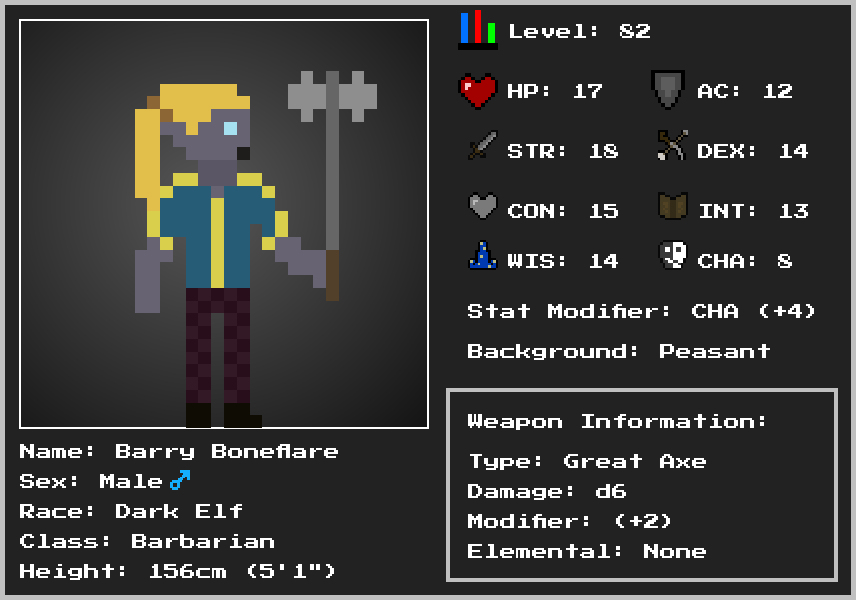 Level: 82
HP: 17
AC: 12
STR: 18
DEX: 14
CON: 15
INT: 13
WIS: 14
CHA: 8
Stat Modifier: CHA (+4)
Background: Peasant
Weapon Information:
Type: Great Axe
Damage: d6
Modifier: (+2)
Elemental: None
Name: Barry Boneflare
Sex: Male♂
Race: Dark Elf
Class: Barbarian
Height: 156cm (5'1")